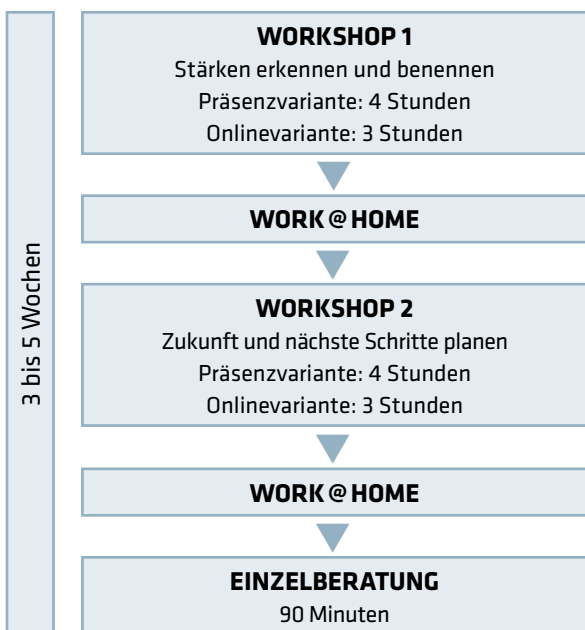 3 bis 5 Wochen
WORKSHOP 1
Stärken erkennen und benennen
Präsenzvariante: 4 Stunden
Onlinevariante: 3 Stunden
WORK @ HOME
WORKSHOP 2
Zukunft und nächste Schritte planen
Präsenzvariante: 4 Stunden
Onlinevariante: 3 Stunden
WORK @ HOME
EINZELBERATUNG
90 Minuten